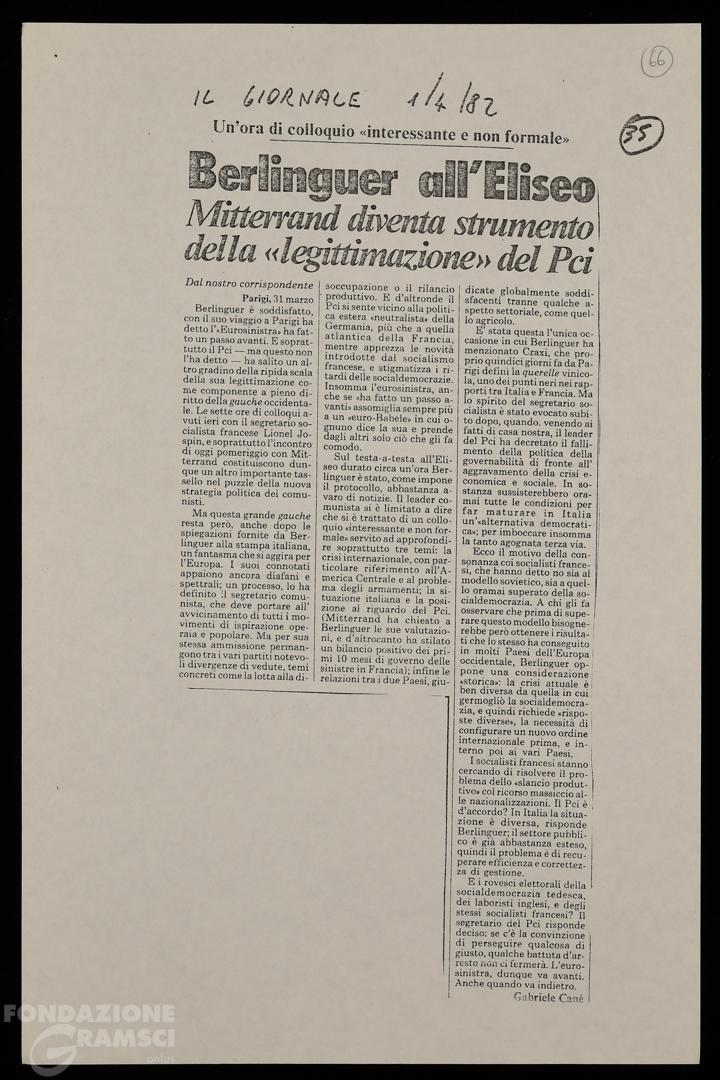 66
IL GIORNALE 1/4/82
35
Un'ora di colloquio «interessante e non formale»
Berlinguer all'Eliseo
Mitterrand diventa strumento
della «legittimazione» del Pci
Dal nostro corrispondente
Parigi, 31 marzo
Berlinguer è soddisfatto,
con il suo viaggio a Parigi ha
detto l'«Eurosinistra» ha fat-
to un passo avanti. E soprat-
tutto il Pci — ma questo non
l'ha detto — ha salito un al-
tro gradino della ripida scala
della sua legittimazione co-
me componente a pieno di-
ritto della gauche occidenta-
le. Le sette ore di colloqui a-
vuti ieri con il segretario so-
cialista francese Lionel Jo-
spin, e soprattutto l'incontro
di oggi pomeriggio con Mit-
terrand costituiscono dun-
que un altro importante tas-
sello nel puzzle della nuova
strategia politica dei comu-
nisti.
Ma questa grande gauche
resta però, anche dopo le
spiegazioni fornite da Ber-
linguer alla stampa italiana,
un fantasma che si aggira per
l'Europa. I suoi connotati
appaiono ancora diafani e
spettrali; un processo, lo ha
definito il segretario comu-
nista, che deve portare all'
avvicinamento di tutti i mo-
vimenti di ispirazione ope-
raia e popolare. Ma per sua
stessa ammissione perman-
gono tra i vari partiti notevo-
li divergenze di vedute, temi
concreti come la lotta alla di-
soccupazione o il rilancio
produttivo. E d'altronde il
Pci si sente vicino alla politi-
ca estera «neutralista» della
Germania, più che a quella
atlantica della Francia,
mentre apprezza le novità
introdotte dal socialismo
francese, e stigmatizza i ri-
tardi delle socialdemocrazie.
Insomma l'eurosinistra, an-
che se «ha fatto un passo a-
vanti» assomiglia sempre più
a un «euro-Babele» in cui o-
gnuno dice la sua e prende
dagli altri solo ciò che gli fa
comodo.
Sul testa-a-testa all'Eli-
seo durato circa un'ora Ber-
linguer è stato, come impone
il protocollo, abbastanza a-
varo di notizie. Il leader co-
munista si è limitato a dire
che si è trattato di un collo-
quio «interessante e non for-
male» servito ad approfondi-
re soprattutto tre temi: la
crisi internazionale, con par-
ticolare riferimento all'A-
merica Centrale e al proble-
ma degli armamenti; la si-
tuazione italiana e la posi-
zione al riguardo del Pci.
(Mitterrand ha chiesto a
Berlinguer le sue valutazio-
ni, e d'altrocanto ha stilato
un bilancio positivo dei pri-
mi 10 mesi di governo delle
sinistre in Francia); infine le
relazioni tra i due Paesi, giu-
dicate globalmente soddi-
sfacenti tranne qualche a-
spetto settoriale, come quel-
lo agricolo.
E' stata questa l'unica oc-
casione in cui Berlinguer ha
menzionato Craxi, che pro-
prio quindici giorni fa da Pa-
rigi definì la querelle vinico-
la, uno dei punti neri nei rap-
porti tra Italia e Francia. Ma
lo spirito del segretario so-
cialista è stato evocato subi-
to dopo, quando, venendo ai
fatti di casa nostra, il leader
del Pci ha decretato il falli-
mento della politica della
governabilità di fronte all'
aggravamento della crisi e-
conomica e sociale. In so-
stanza sussisterebbero ora-
mai tutte le condizioni per
far maturare in Italia
un'«alternativa democrati-
ca»; per imboccare insomma
la tanto agognata terza via.
Ecco il motivo della con-
sonanza coi socialisti france-
si, che hanno detto no sia al
modello sovietico, sia a quel-
lo oramai superato della so-
cialdemocrazia. A chi gli fa
osservare che prima di supe-
rare questo modello bisogne-
rebbe però ottenere i risulta-
ti che lo stesso ha conseguito
in molti Paesi dell'Europa
occidentale, Berlinguer op-
pone una considerazione
«storica»: la crisi attuale è
ben diversa da quella in cui
germogliò la socialdemocra-
zia, e quindi richiede «rispo-
ste diverse», la necessità di
configurare un nuovo ordine
internazionale prima, e in-
terno poi ai vari Paesi.
I socialisti francesi stanno
cercando di risolvere il pro-
blema dello «slancio produt-
tivo» col ricorso massiccio al-
le nazionalizzazioni. Il Pci è
d'accordo? In Italia la situa-
zione è diversa, risponde
Berlinguer; il settore pubbli-
co è già abbastanza esteso,
quindi il problema è di recu-
perare efficienza e correttez-
za di gestione.
E i rovesci elettorali della
socialdemocrazia tedesca,
dei laboristi inglesi, e degli
stessi socialisti francesi? Il
segretario del Pci risponde
deciso: se c'è la convinzione
di perseguire qualcosa di
giusto, qualche battuta d'ar-
resto non ci fermerà. L'euro-
sinistra, dunque va avanti.
Anche quando va indietro.
Gabriele Canè
FONDAZIONE
GRAMSCI
onlus